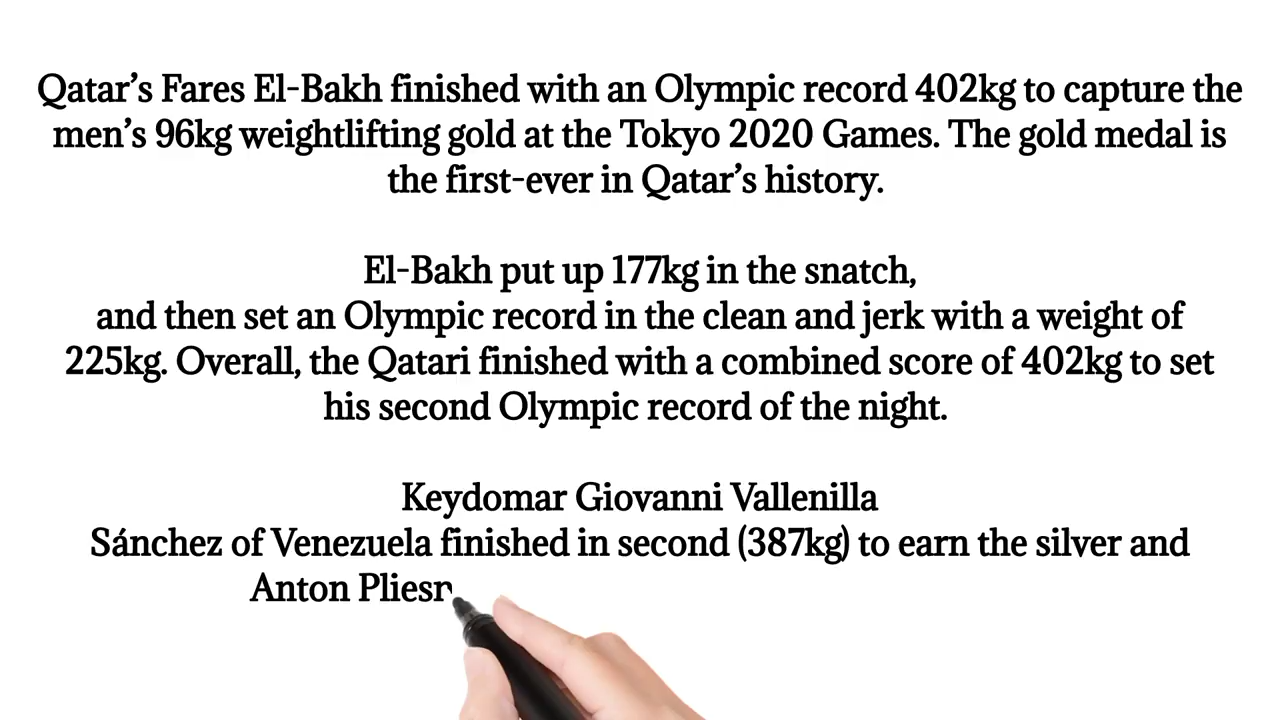 Qatar’s Fares El-Bakh finished with an Olympic record 402kg to capture the
men’s 96kg weightlifting gold at the Tokyo 2020 Games. The gold medal is
the first-ever in Qatar’s history.
El-Bakh put up 177kg in the snatch,
and then set an Olympic record in the clean and jerk with a weight of
225kg. Overall, the Qatari finished with a combined score of 402kg to set
his second Olympic record of the night.
Keydomar Giovanni Vallenilla
Sánchez of Venezuela finished in second (387kg) to earn the silver and
Anton